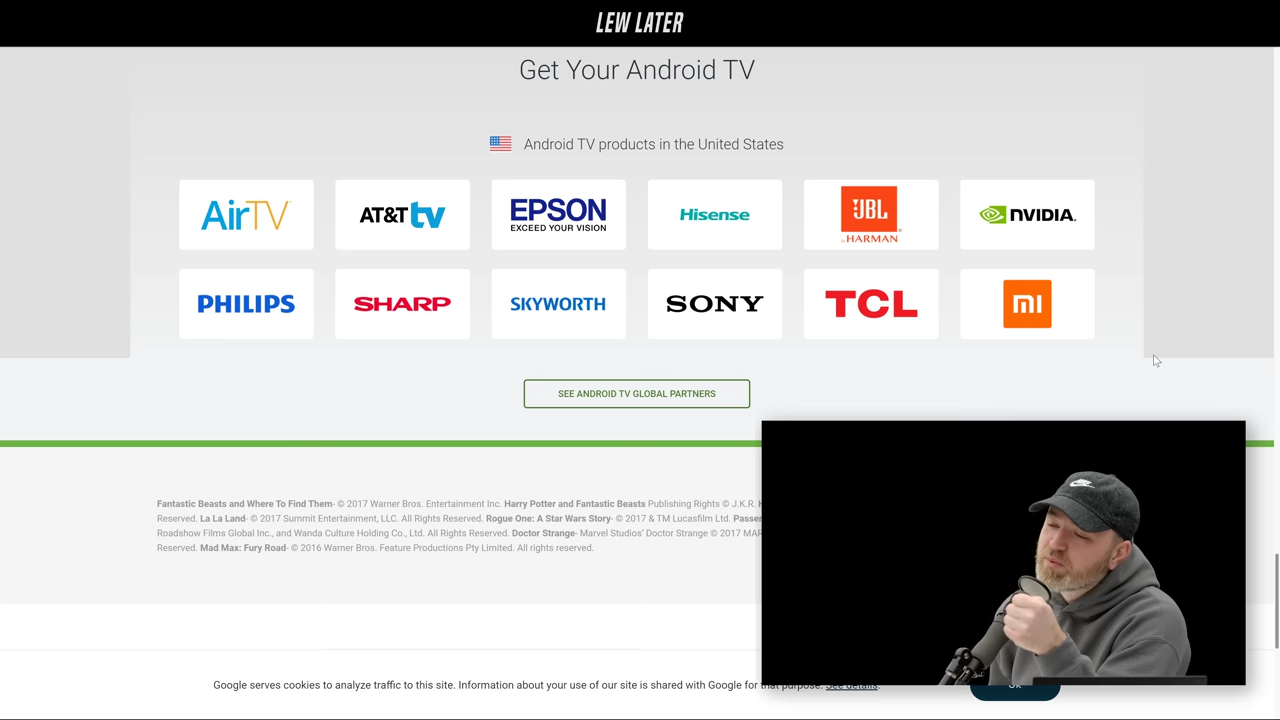 LEW LATER
Get Your Android TV
Android TV products in the United States
AirTV
AT&T tv
EPSON
EXCEED YOUR VISION
Hisense
JBL
by HARMAN
NVIDIA.
PHILIPS
SHARP
SKYWORTH
SONY
TCL
MI
SEE ANDROID TV GLOBAL PARTNERS
Fantastic Beasts and Where To Find Them- © 2017 Warner Bros. Entertainment Inc. Harry Potter and Fantastic Beasts Publishing Rights © J.K.R.
Reserved. La La Land- © 2017 Summit Entertainment, LLC. All Rights Reserved. Rogue One: A Star Wars Story- © 2017 & TM Lucasfilm Ltd. Passen
Roadshow Films Global Inc., and Wanda Culture Holding Co., Ltd. All Rights Reserved. Doctor Strange- Marvel Studios' Doctor Strange © 2017 MAR
Reserved. Mad Max: Fury Road- © 2016 Warner Bros. Feature Productions Pty Limited. All rights reserved.
Google serves cookies to analyze traffic to this site. Information about your use of our site is shared with Google for that purpose. See details.